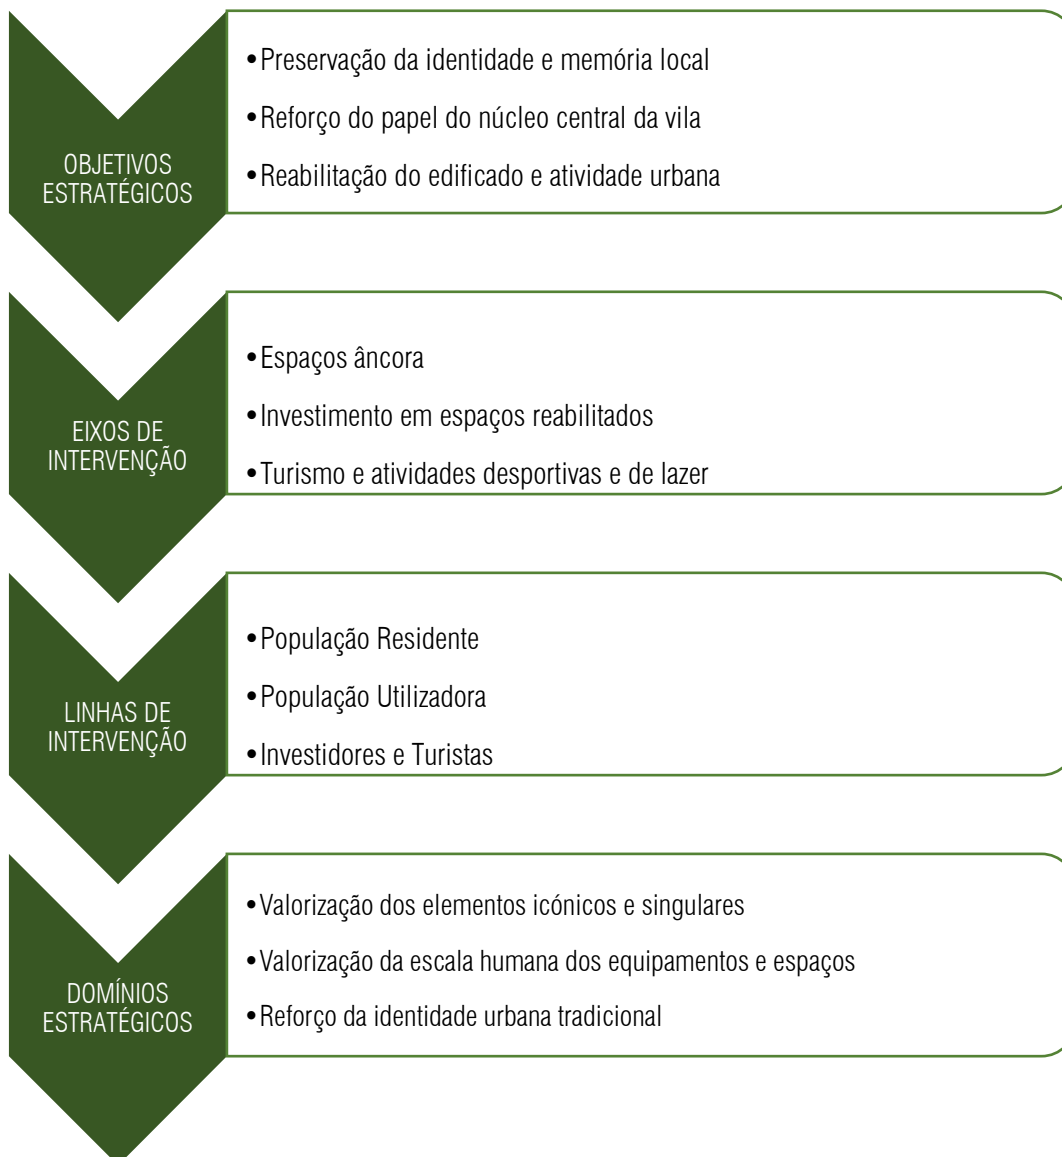 OBJETIVOS
ESTRATÉGICOS
•Preservação da identidade e memória local
•Reforço do papel do núcleo central da vila
•Reabilitação do edificado e atividade urbana
EIXOS DE
INTERVENÇÃO
•Espaços âncora
•Investimento em espaços reabilitados
•Turismo e atividades desportivas e de lazer
LINHAS DE
INTERVENÇÃO
•População Residente
•População Utilizadora
•Investidores e Turistas
DOMÍNIOS
ESTRATÉGICOS
•Valorização dos elementos icónicos e singulares
•Valorização da escala humana dos equipamentos e espaços
•Reforço da identidade urbana tradicional